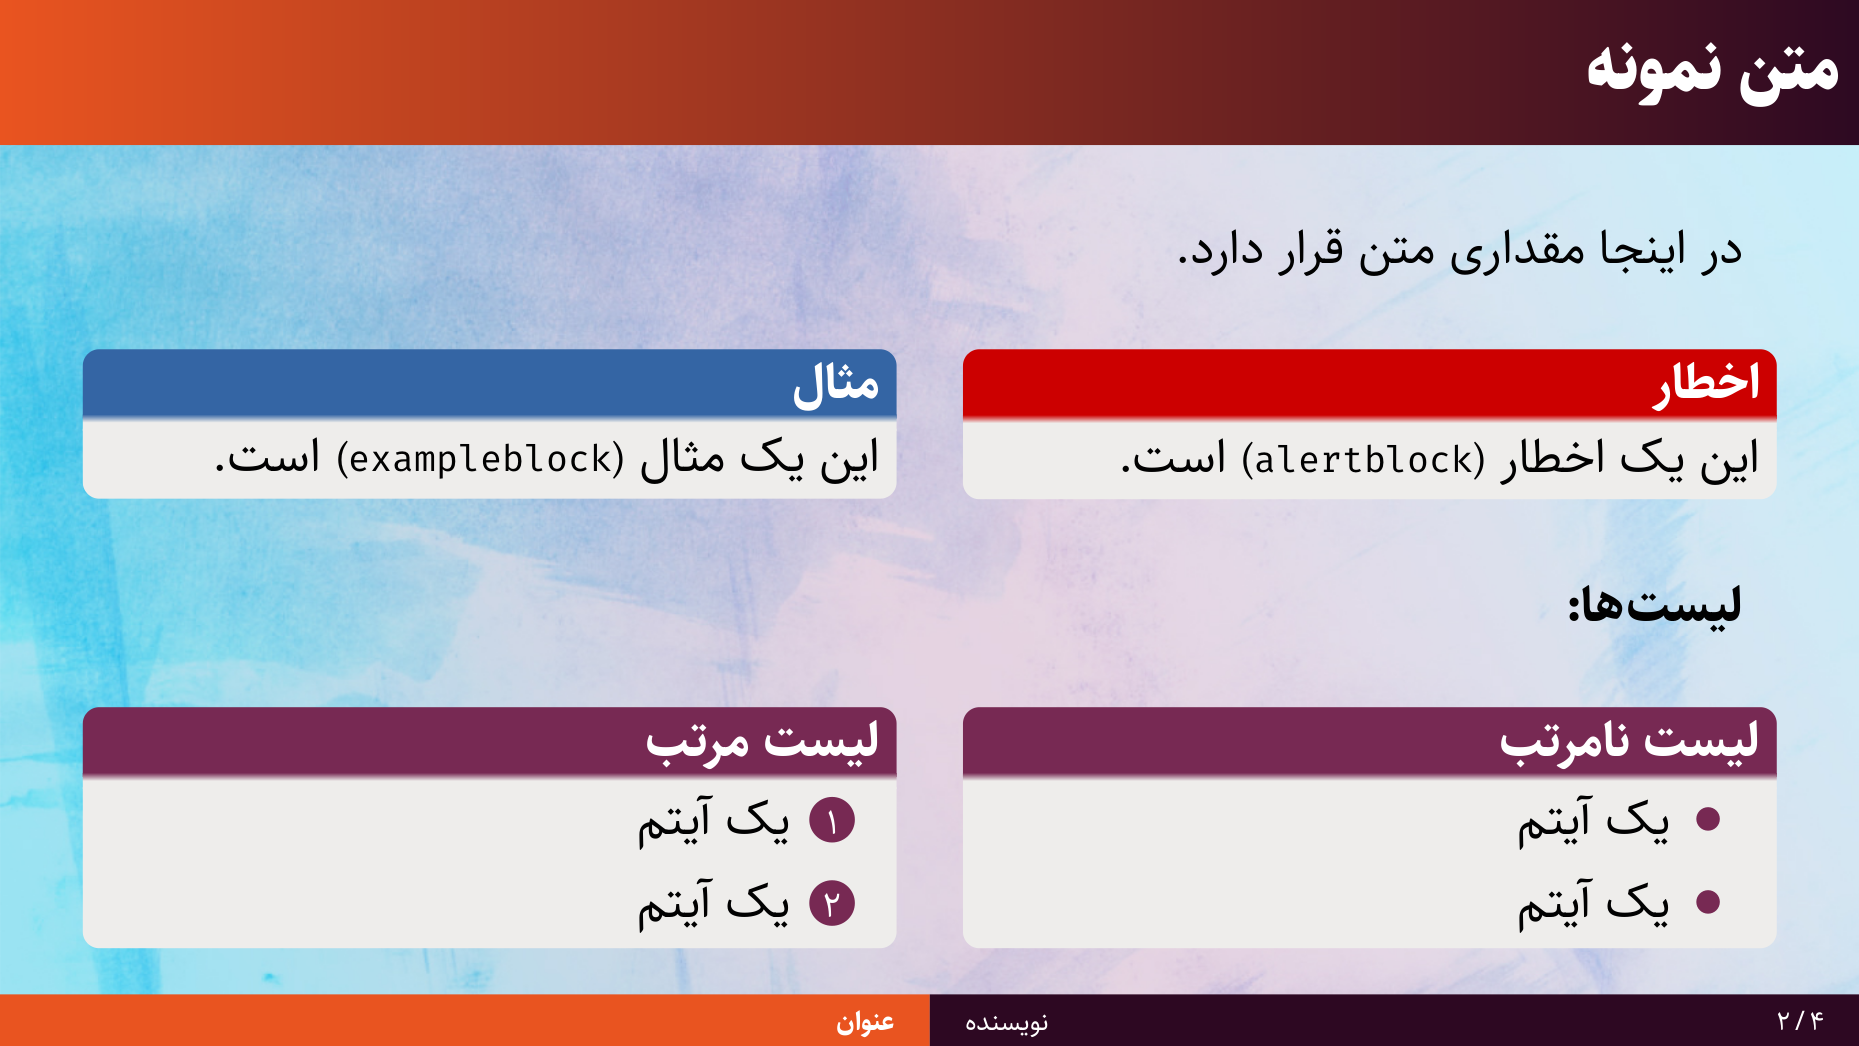 متن نمونه
در اینجا مقداری متن قرار دارد.
اخطار
این یک اخطار (alertblock) است.
مثال
این یک مثال (exampleblock) است.
لیست‌ها:
لیست نامرتب
● یک آیتم
● یک آیتم
لیست مرتب
۱ یک آیتم
۲ یک آیتم
۲ / ۴
نویسنده
عنوان